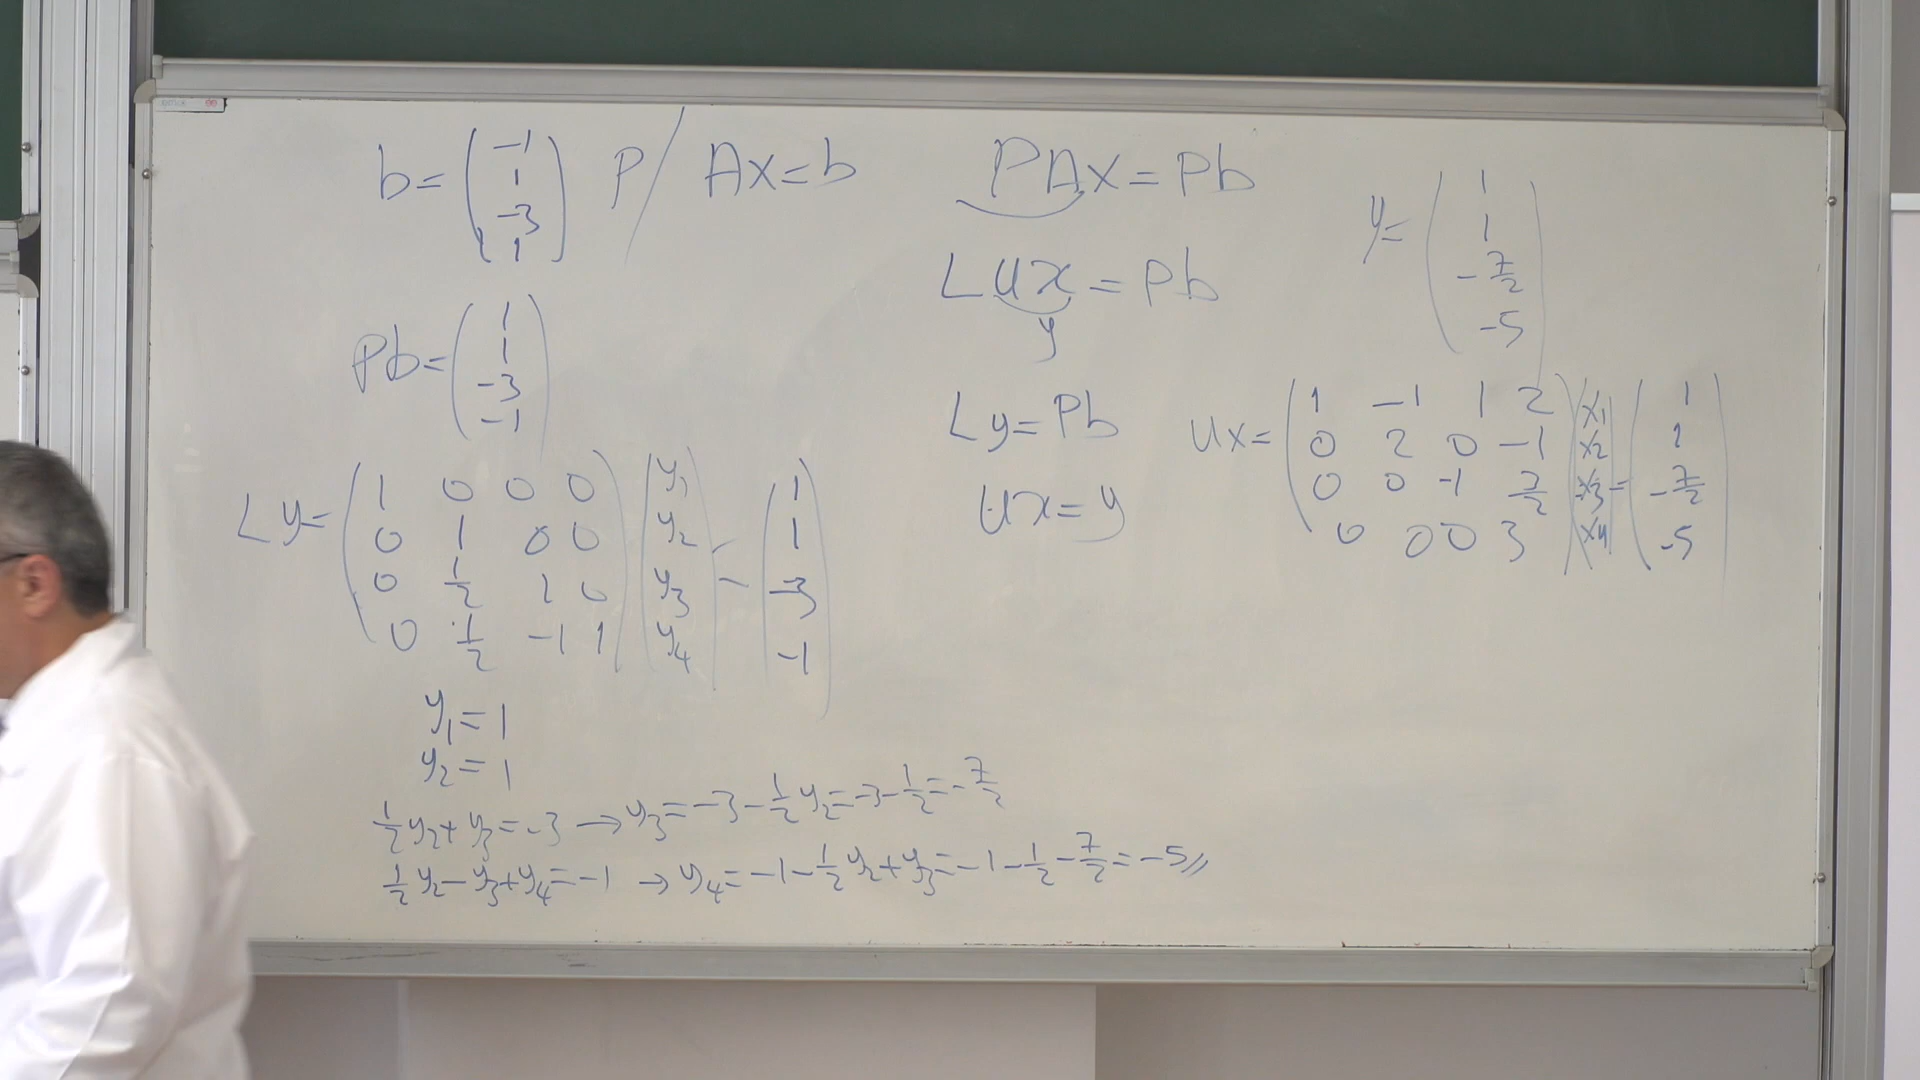 b = ( -1 1 -3 1 ) P / Ax = b
Pb = ( 1 1 -3 -1 )
Ly = ( 1 0 0 0
0 1 0 0
0 1/2 1 0
0 1/2 -1 1 ) ( y1 y2 y3 y4 ) = ( 1 1 -3 -1 )
y1 = 1
y2 = 1
1/2 y2 + y3 = -3 → y3 = -3 - 1/2 y2 = -3 - 1/2 = - 7/2
1/2 y2 - y3 + y4 = -1 → y4 = -1 - 1/2 y2 + y3 = -1 - 1/2 - 7/2 = -5 //
PAx = Pb
LUx = Pb
y
Ly = Pb
Ux = y
y = ( 1 1 -7/2 -5 )
Ux = ( 1 -1 1 2
0 2 0 -1
0 0 -1 7/2
0 0 0 3 ) ( x1 x2 x3 x4 ) = ( 1 1 -7/2 -5 )